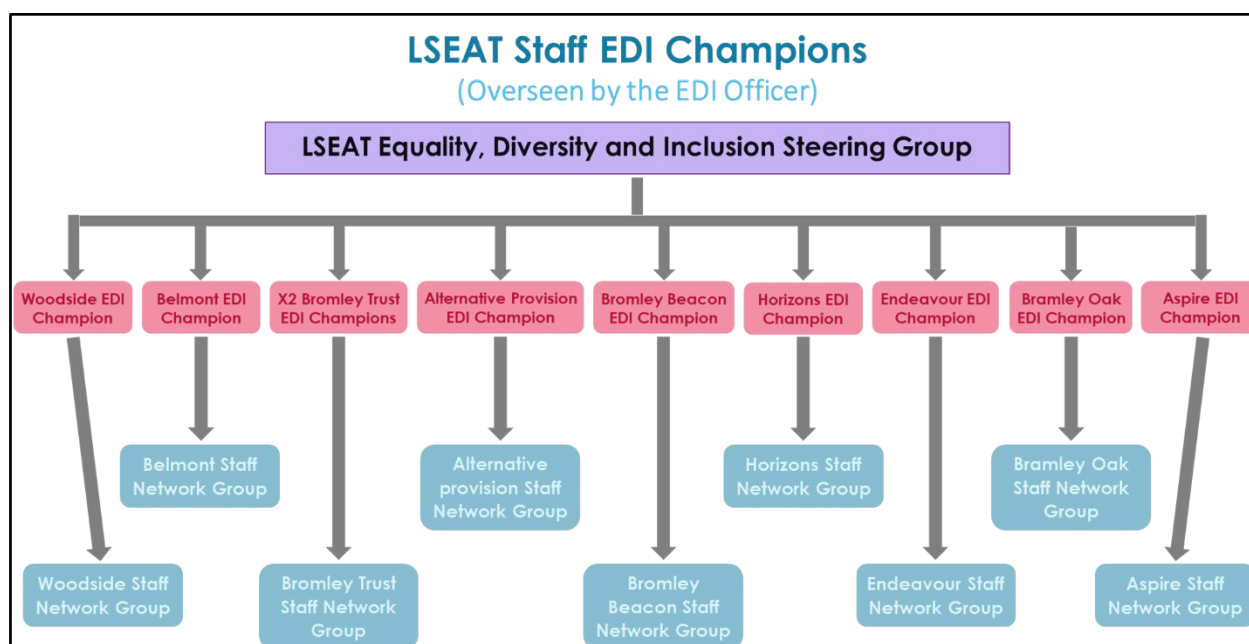 LSEAT Staff EDI Champions
(Overseen by the EDI Officer)
LSEAT Equality, Diversity and Inclusion Steering Group
Woodside EDI
Champion
Belmont EDI
Champion
X2 Bromley Trust
EDI Champions
Alternative Provision
EDI Champion
Bromley Beacon
EDI Champion
Horizons EDI
Champion
Endeavour EDI
Champion
Bramley Oak
EDI Champion
Aspire EDI
Champion
Belmont Staff
Network Group
Alternative
provision Staff
Network Group
Horizons Staff
Network Group
Bramley Oak
Staff Network
Group
Woodside Staff
Network Group
Bromley Trust
Staff Network
Group
Bromley
Beacon Staff
Network Group
Endeavour Staff
Network Group
Aspire Staff
Network Group